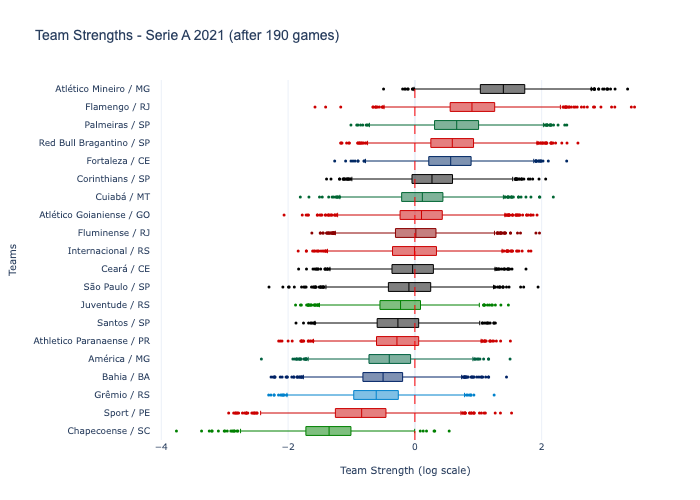 Team Strengths - Serie A 2021 (after 190 games)
Teams
Atlético Mineiro / MG
Flamengo / RJ
Palmeiras / SP
Red Bull Bragantino / SP
Fortaleza / CE
Corinthians / SP
Cuiabá / MT
Atlético Goianiense / GO
Fluminense / RJ
Internacional / RS
Ceará / CE
São Paulo / SP
Juventude / RS
Santos / SP
Athletico Paranaense / PR
América / MG
Bahia / BA
Grêmio / RS
Sport / PE
Chapecoense / SC
−4 −2 0 2
Team Strength (log scale)